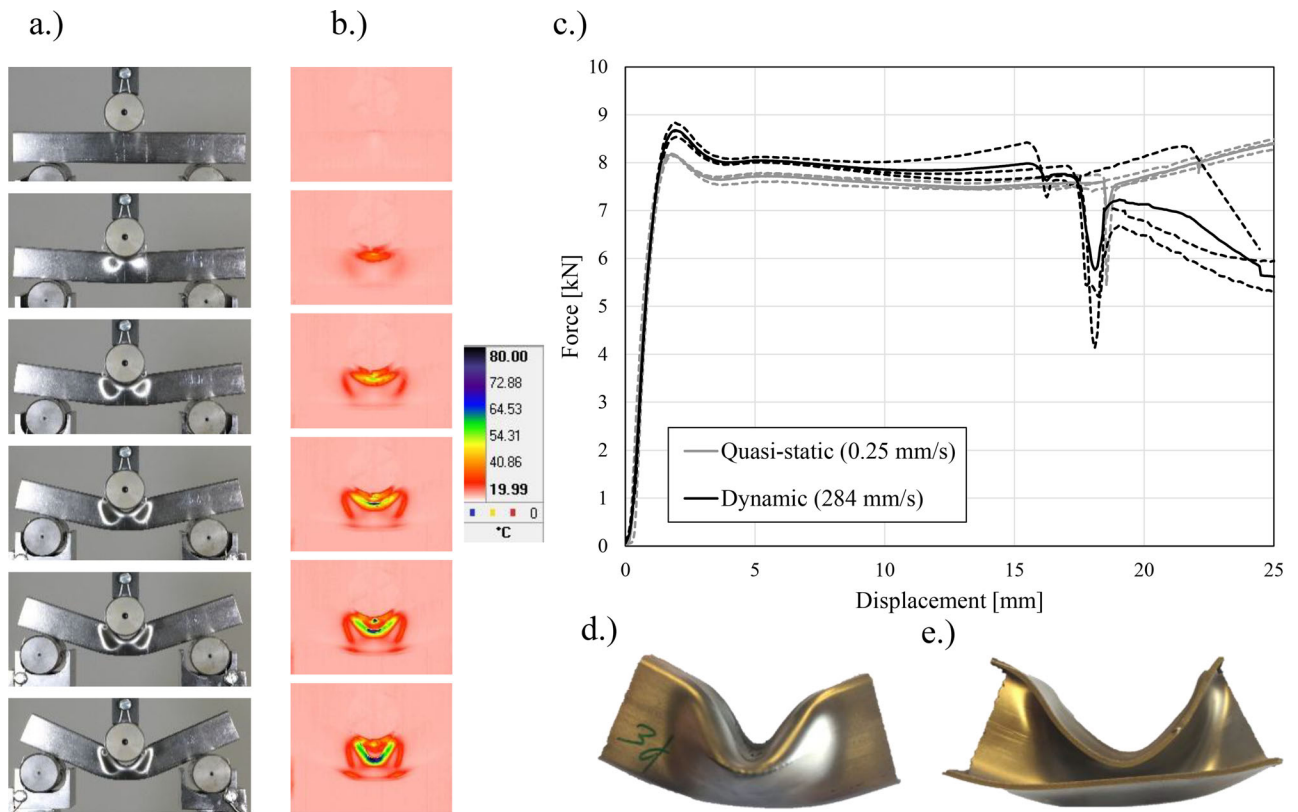 a.)
b.)
c.)
80.00
72.88
64.53
54.31
40.86
19.99
0
°C
10
9
8
7
6
5
4
3
2
1
0
Force [kN]
Quasi-static (0.25 mm/s)
Dynamic (284 mm/s)
0
5
10
15
20
25
Displacement [mm]
d.)
e.)